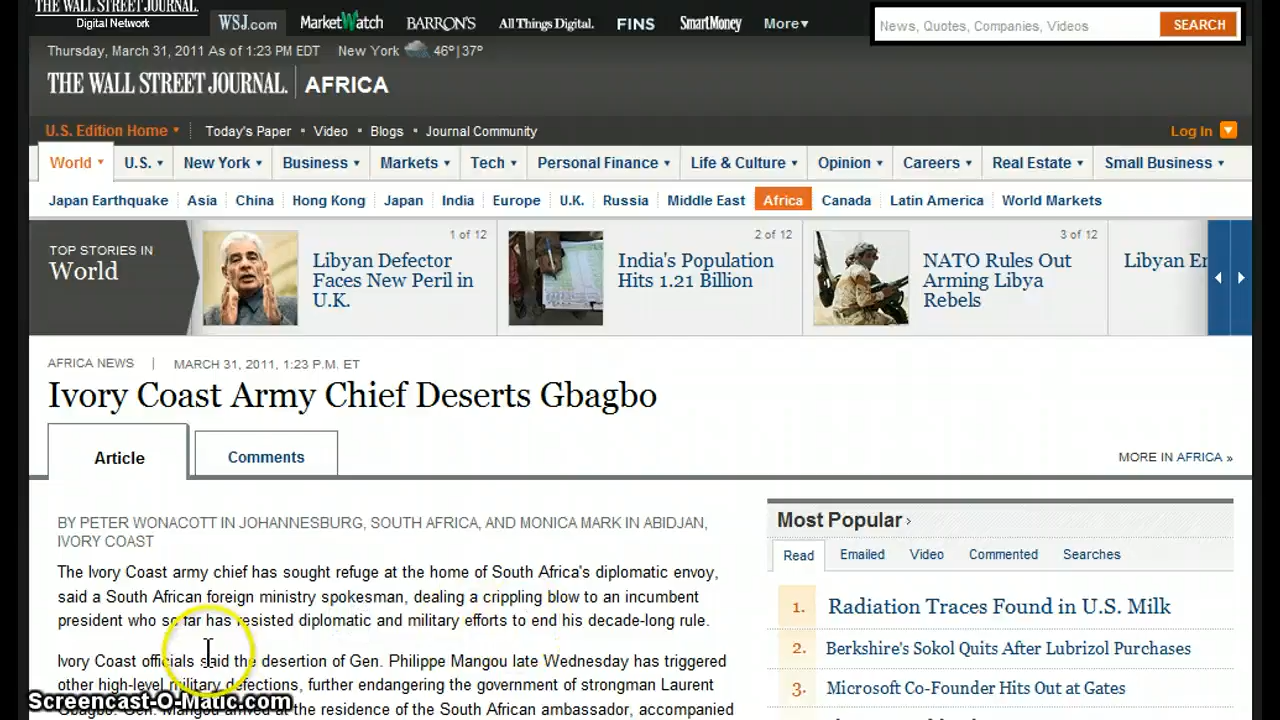 THE WALL STREET JOURNAL.
Digital Network
WSJ.com
MarketWatch
BARRON'S
All Things Digital.
FINS
SmartMoney
More▾
News, Quotes, Companies, Videos
SEARCH
Thursday, March 31, 2011 As of 1:23 PM EDT New York 46°|37°
THE WALL STREET JOURNAL. AFRICA
U.S. Edition Home Today's Paper • Video • Blogs • Journal Community
Log In
World U.S. New York Business Markets Tech Personal Finance Life & Culture Opinion Careers Real Estate Small Business
Japan Earthquake Asia China Hong Kong Japan India Europe U.K. Russia Middle East Africa Canada Latin America World Markets
TOP STORIES IN
World
1 of 12
Libyan Defector
Faces New Peril in
U.K.
2 of 12
India's Population
Hits 1.21 Billion
3 of 12
NATO Rules Out
Arming Libya
Rebels
Libyan
AFRICA NEWS | MARCH 31, 2011, 1:23 P.M. ET
Ivory Coast Army Chief Deserts Gbagbo
Article
Comments
MORE IN AFRICA »
BY PETER WONACOTT IN JOHANNESBURG, SOUTH AFRICA, AND MONICA MARK IN ABIDJAN,
IVORY COAST
The Ivory Coast army chief has sought refuge at the home of South Africa's diplomatic envoy,
said a South African foreign ministry spokesman, dealing a crippling blow to an incumbent
president who so far has resisted diplomatic and military efforts to end his decade-long rule.
Ivory Coast officials said the desertion of Gen. Philippe Mangou late Wednesday has triggered
other high-level military defections, further endangering the government of strongman Laurent
Gbagbo. Gen. Mangou arrived at the residence of the South African ambassador, accompanied
Most Popular ›
Read Emailed Video Commented Searches
1. Radiation Traces Found in U.S. Milk
2. Berkshire's Sokol Quits After Lubrizol Purchases
3. Microsoft Co-Founder Hits Out at Gates
Screencast-O-Matic.com